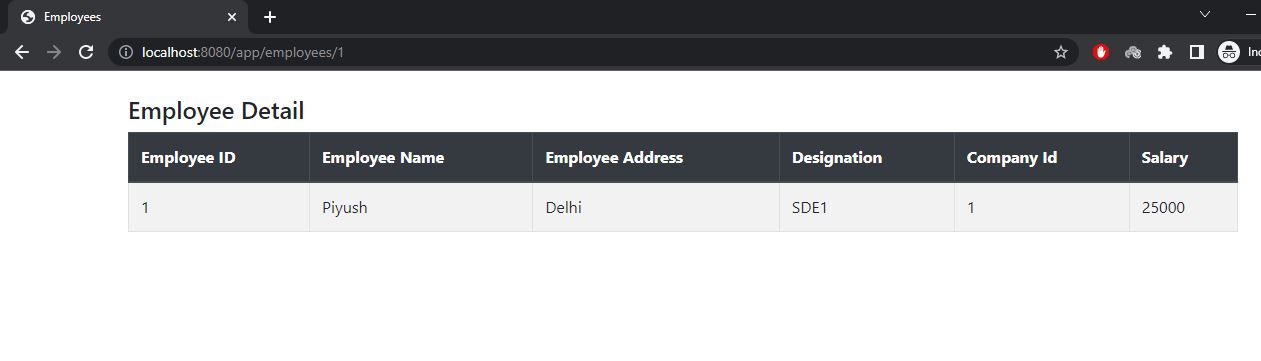 Employees
localhost:8080/app/employees/1
Inc
Employee Detail
Employee ID Employee Name Employee Address Designation Company Id Salary
1 Piyush Delhi SDE1 1 25000